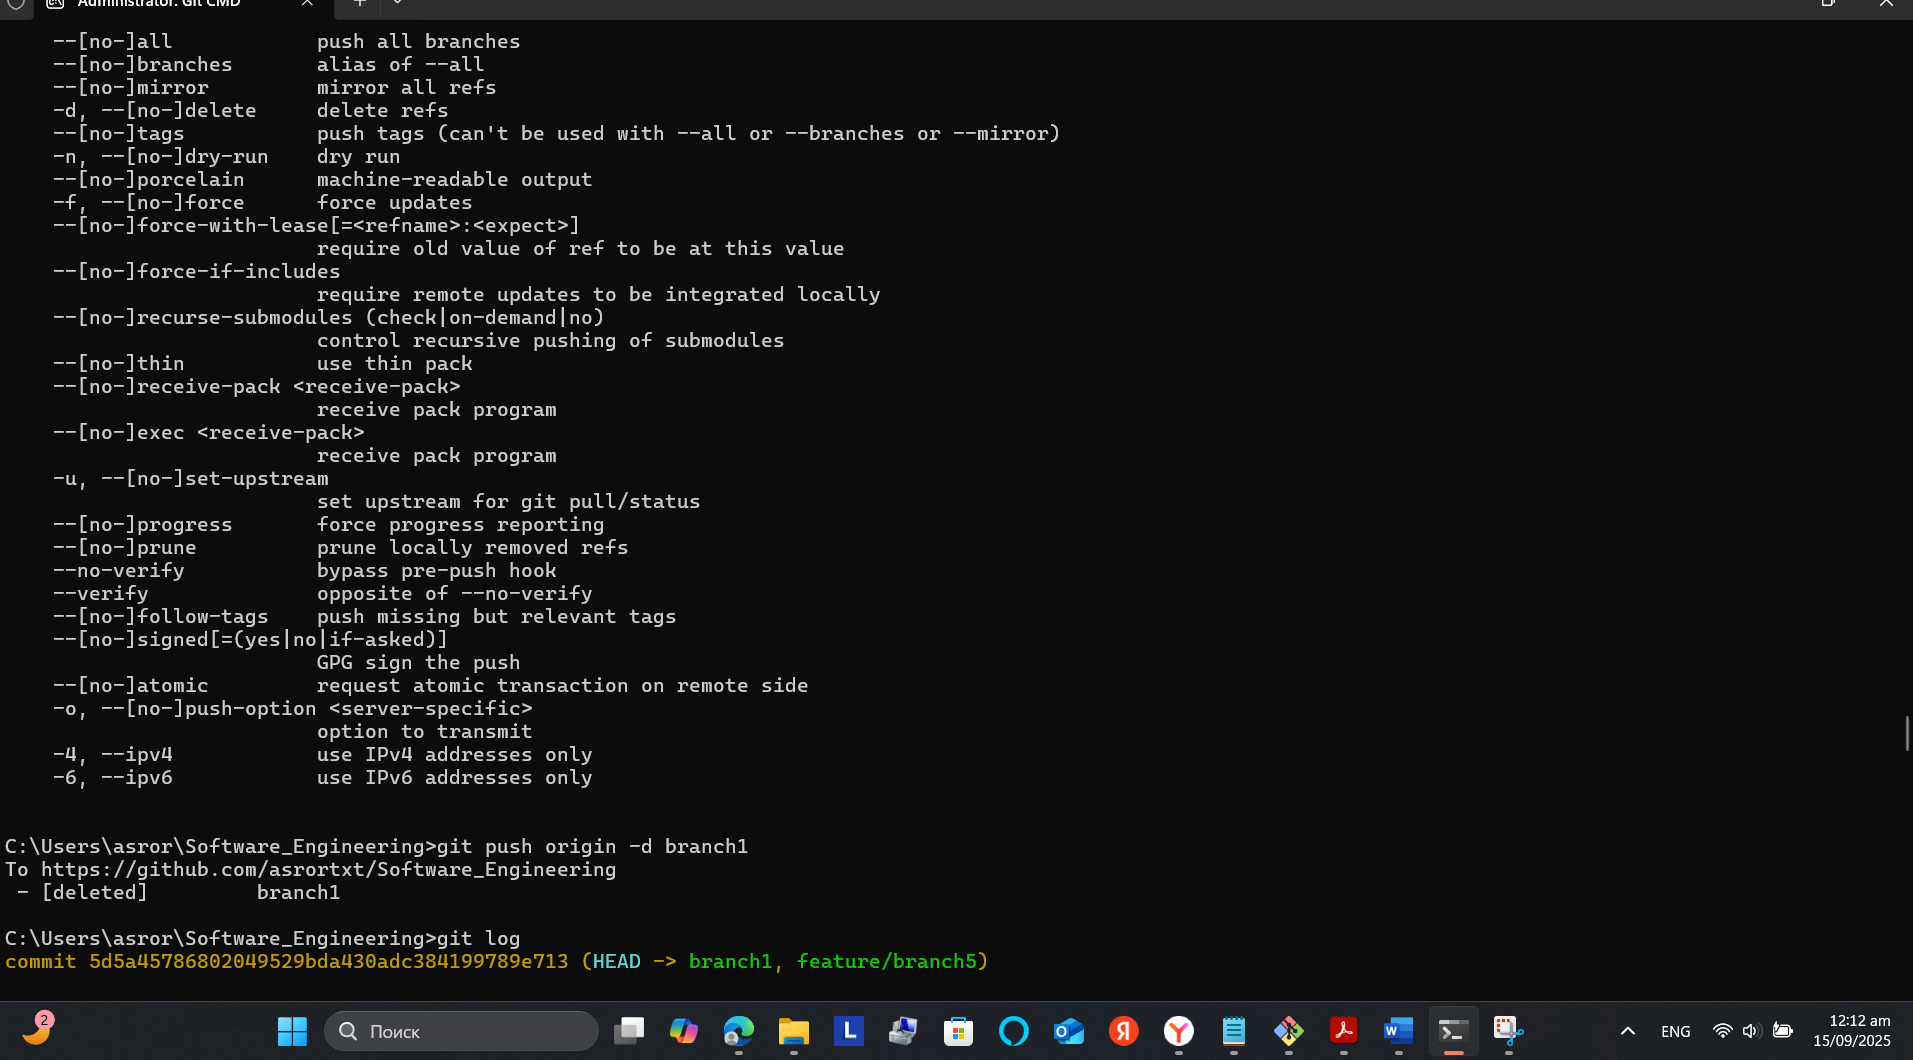 Administrator: Git CMD
--[no-]all            push all branches
--[no-]branches       alias of --all
--[no-]mirror         mirror all refs
-d, --[no-]delete     delete refs
--[no-]tags           push tags (can't be used with --all or --branches or --mirror)
-n, --[no-]dry-run    dry run
--[no-]porcelain      machine-readable output
-f, --[no-]force      force updates
--[no-]force-with-lease[=<refname>:<expect>]
require old value of ref to be at this value
--[no-]force-if-includes
require remote updates to be integrated locally
--[no-]recurse-submodules (check|on-demand|no)
control recursive pushing of submodules
--[no-]thin           use thin pack
--[no-]receive-pack <receive-pack>
receive pack program
--[no-]exec <receive-pack>
receive pack program
-u, --[no-]set-upstream
set upstream for git pull/status
--[no-]progress       force progress reporting
--[no-]prune          prune locally removed refs
--no-verify           bypass pre-push hook
--verify              opposite of --no-verify
--[no-]follow-tags    push missing but relevant tags
--[no-]signed[=(yes|no|if-asked)]
GPG sign the push
--[no-]atomic         request atomic transaction on remote side
-o, --[no-]push-option <server-specific>
option to transmit
-4, --ipv4            use IPv4 addresses only
-6, --ipv6            use IPv6 addresses only
C:\Users\asror\Software_Engineering>git push origin -d branch1
To https://github.com/asrortxt/Software_Engineering
- [deleted]         branch1
C:\Users\asror\Software_Engineering>git log
commit 5d5a45786802049529bda430adc384199789e713 (HEAD -> branch1, feature/branch5)
2
Поиск
L
Я
Y
W
ENG
12:12 am
15/09/2025